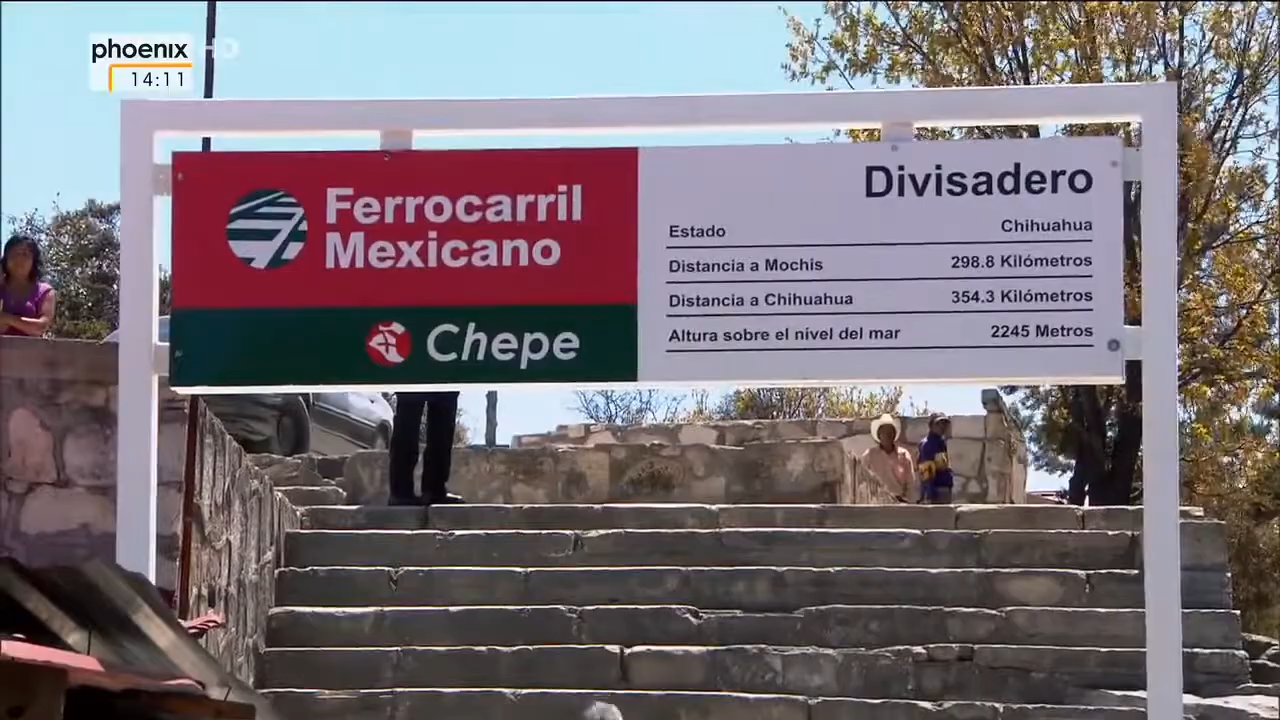 phoenix HD
14:11
Ferrocarril
Mexicano
Chepe
Divisadero
Estado Chihuahua
Distancia a Mochis 298.8 Kilómetros
Distancia a Chihuahua 354.3 Kilómetros
Altura sobre el nivel del mar 2245 Metros